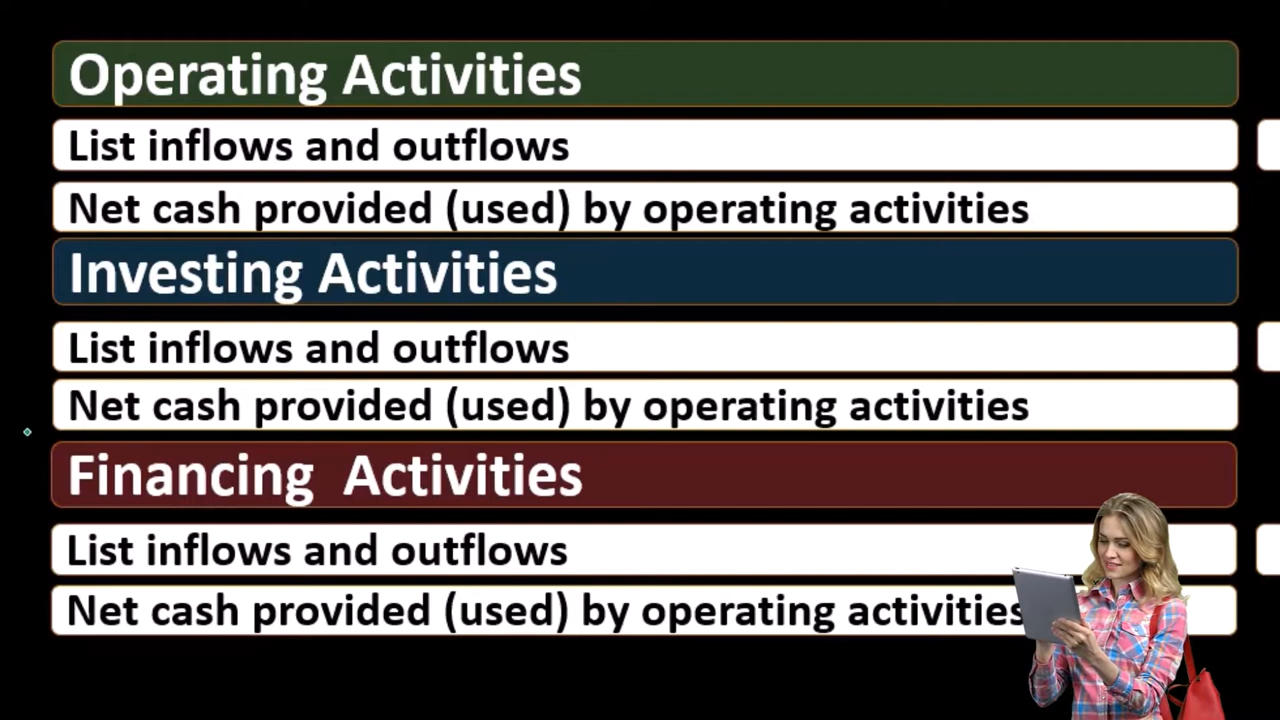 Operating Activities
List inflows and outflows
Net cash provided (used) by operating activities
Investing Activities
List inflows and outflows
Net cash provided (used) by operating activities
Financing  Activities
List inflows and outflows
Net cash provided (used) by operating activities